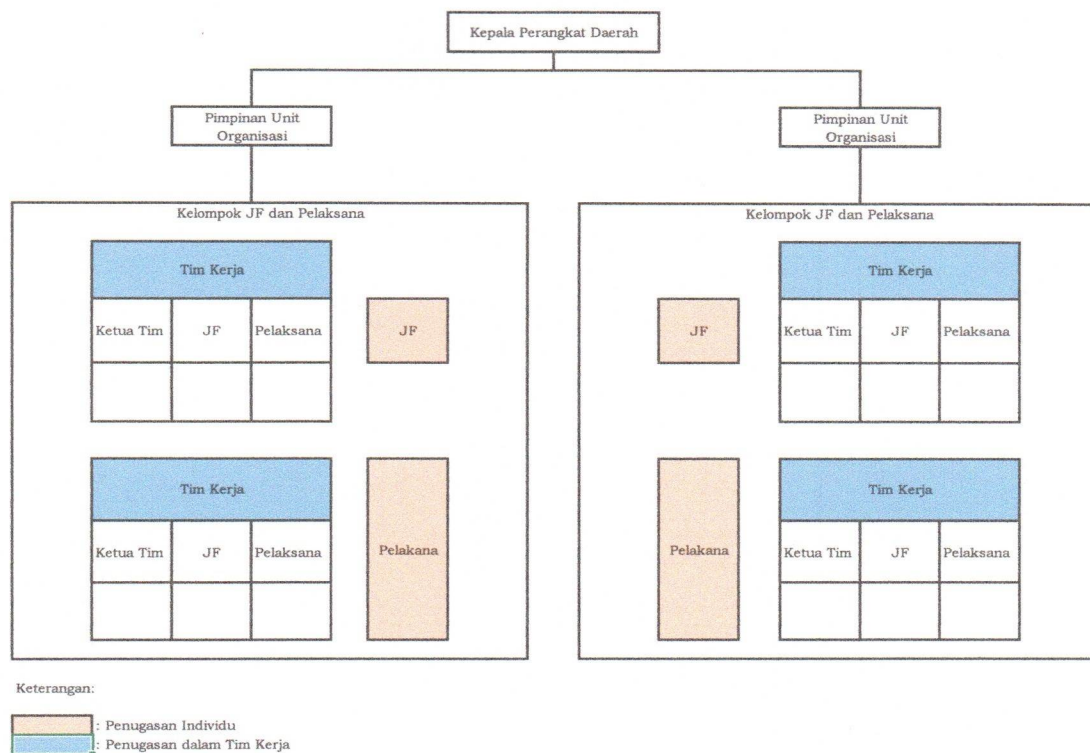 Kepala Perangkat Daerah
Pimpinan Unit
Organisasi
Pimpinan Unit
Organisasi
Kelompok JF dan Pelaksana
Tim Kerja
Ketua Tim
JF
Pelaksana
JF
Tim Kerja
Ketua Tim
JF
Pelaksana
Pelakana
Kelompok JF dan Pelaksana
JF
Tim Kerja
Ketua Tim
JF
Pelaksana
Pelakana
Tim Kerja
Ketua Tim
JF
Pelaksana
Keterangan:
: Penugasan Individu
: Penugasan dalam Tim Kerja